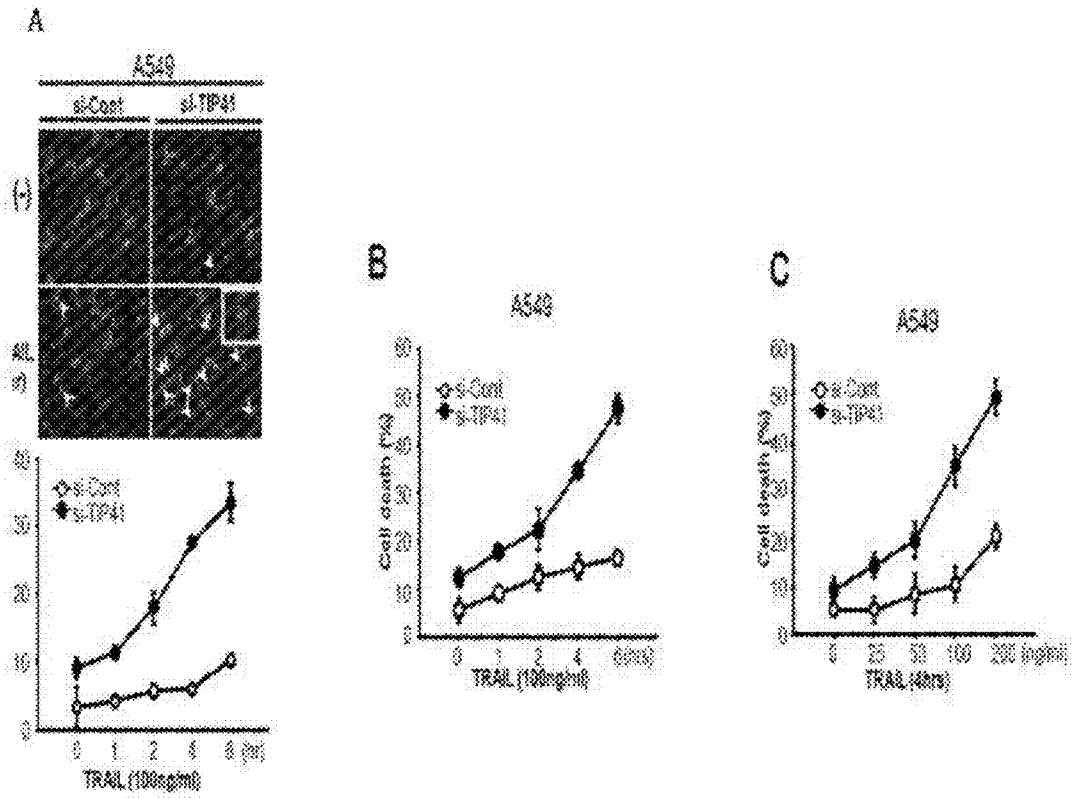 A
A549
si-Cont si-TIP41
(-)
40
30
20
10
0
si-Cont
si-TIP41
0 1 2 (hr)
TRAIL (100ng/ml)
B
A549
60
50
40
30
20
10
0
Cell death (%)
si-Cont
si-TIP41
0 1 2 4 6 (hrs)
TRAIL (100ng/ml)
C
A549
60
50
40
30
20
10
0
Cell death (%)
si-Cont
si-TIP41
0 25 50 100 200 (ng/ml)
TRAIL (4hrs)